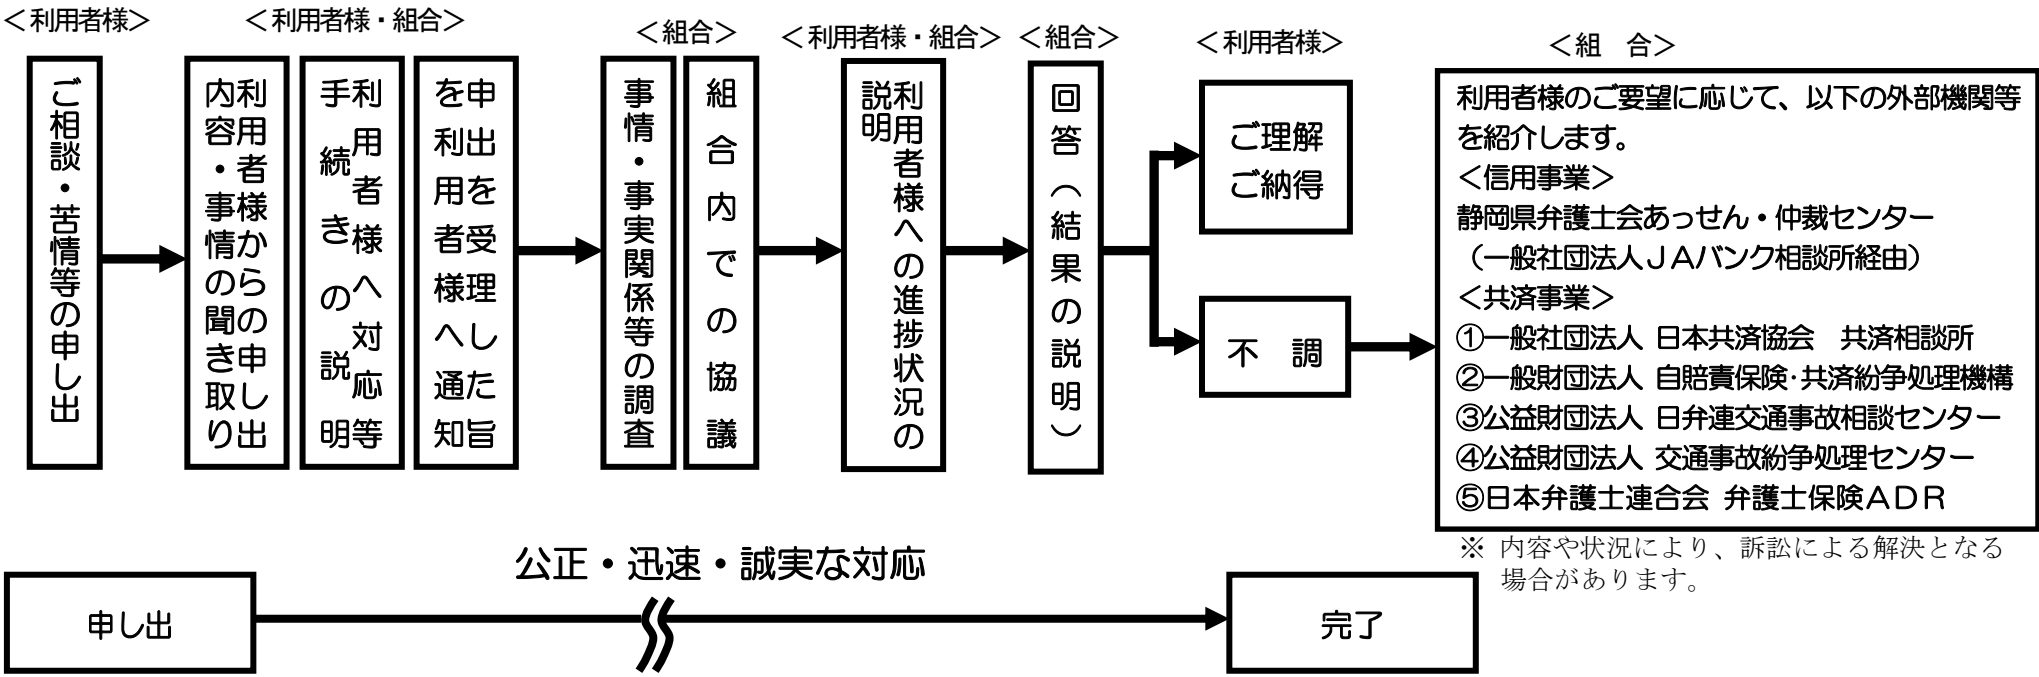 ＜利用者様＞
ご相談・苦情等の申し出
＜利用者様・組合＞
利用者様からの申し出
内容・事情の聞き取り
利用者様へ対応等
手続きの説明
申出を受理した旨
を利用者様へ通知
＜組合＞
事情・事実関係等の調査
組合内での協議
＜利用者様・組合＞
利用者様への進捗状況の
説明
＜組合＞
回答（結果の説明）
＜利用者様＞
ご理解
ご納得
不　調
＜組　合＞
利用者様のご要望に応じて、以下の外部機関等
を紹介します。
＜信用事業＞
静岡県弁護士会あっせん・仲裁センター
（一般社団法人ＪＡバンク相談所経由）
＜共済事業＞
①一般社団法人 日本共済協会　共済相談所
②一般財団法人 自賠責保険･共済紛争処理機構
③公益財団法人 日弁連交通事故相談センター
④公益財団法人 交通事故紛争処理センター
⑤日本弁護士連合会 弁護士保険ＡＤＲ
※ 内容や状況により、訴訟による解決となる
場合があります。
公正・迅速・誠実な対応
申し出
完了